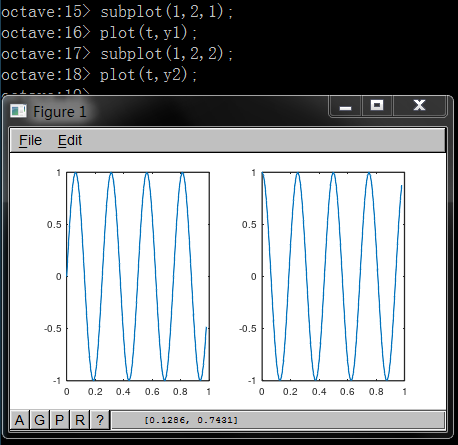 octave:15> subplot(1,2,1);
octave:16> plot(t,y1);
octave:17> subplot(1,2,2);
octave:18> plot(t,y2);
Figure 1
File Edit
1 1
0.5 0.5
0 0
-0.5 -0.5
-1 -1
0 0.2 0.4 0.6 0.8 1 0 0.2 0.4 0.6 0.8 1
A G P R ? [0.1286, 0.7431]